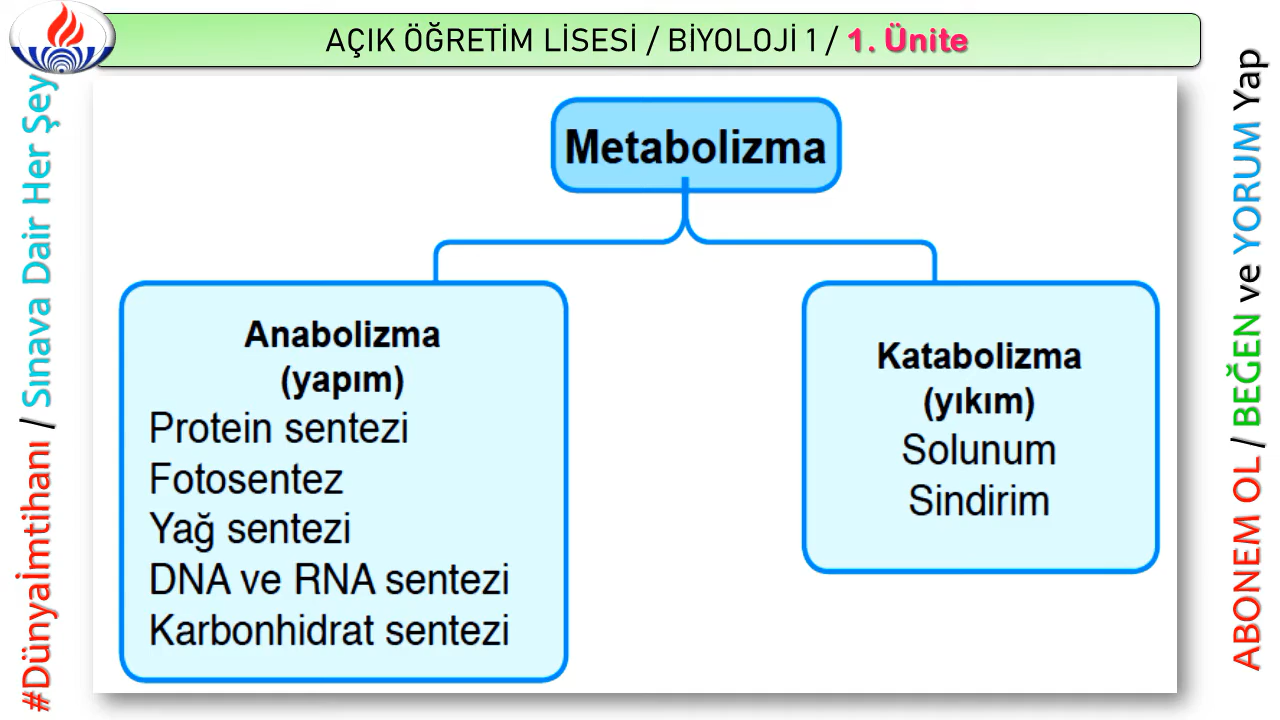 AÇIK ÖĞRETİM LİSESİ / BİYOLOJİ 1 / 1. Ünite
#Dünyaİmtihanı / Sınava Dair Her Şey
Metabolizma
Anabolizma
(yapım)
Protein sentezi
Fotosentez
Yağ sentezi
DNA ve RNA sentezi
Karbonhidrat sentezi
Katabolizma
(yıkım)
Solunum
Sindirim
ABONEM OL / BEĞEN ve YORUM Yap